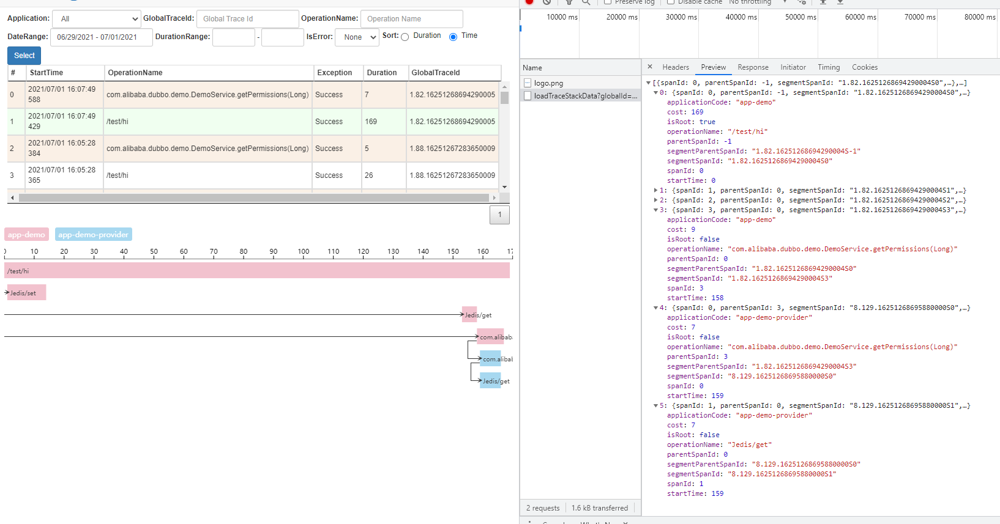 Application: All GlobalTraceId: Global Trace Id OperationName: Operation Name
DateRange: 06/29/2021 - 07/01/2021 DurationRange: - IsError: None Sort: Duration Time
Select
# StartTime OperationName Exception Duration GlobalTraceId
0 2021/07/01 16:07:49 588 com.alibaba.dubbo.demo.DemoService.getPermissions(Long) Success 7 1.82.16251268694290005
1 2021/07/01 16:07:49 429 /test/hi Success 169 1.82.16251268694290005
2 2021/07/01 16:05:28 384 com.alibaba.dubbo.demo.DemoService.getPermissions(Long) Success 5 1.88.16251267283650009
3 2021/07/01 16:05:28 365 /test/hi Success 26 1.88.16251267283650009
1
app-demo app-demo-provider
0 10 20 30 40 50 60 70 80 90 100 110 120 130 140 150 160 17
/test/hi
Jedis/set
Jedis/get
com.alibab
com.alibab
Jedis/get
Preserve log Disable cache No throttling
10000 ms 20000 ms 30000 ms 40000 ms 50000 ms 60000 ms 70000 ms 80000 ms
Name
logo.png
loadTraceStackData?globalId=...
2 requests 1.6 kB transferred
× Headers Preview Response Initiator Timing Cookies
[{spanId: 0, parentSpanId: -1, segmentSpanId: "1.82.16251268694290004S0",…},…]
0: {spanId: 0, parentSpanId: -1, segmentSpanId: "1.82.16251268694290004S0",…}
applicationCode: "app-demo"
cost: 169
isRoot: true
operationName: "/test/hi"
parentSpanId: -1
segmentParentSpanId: "1.82.16251268694290004S-1"
segmentSpanId: "1.82.16251268694290004S0"
spanId: 0
startTime: 0
1: {spanId: 1, parentSpanId: 0, segmentSpanId: "1.82.16251268694290004S1",…}
2: {spanId: 2, parentSpanId: 0, segmentSpanId: "1.82.16251268694290004S2",…}
3: {spanId: 3, parentSpanId: 0, segmentSpanId: "1.82.16251268694290004S3",…}
applicationCode: "app-demo"
cost: 9
isRoot: false
operationName: "com.alibaba.dubbo.demo.DemoService.getPermissions(Long)"
parentSpanId: 0
segmentParentSpanId: "1.82.16251268694290004S0"
segmentSpanId: "1.82.16251268694290004S3"
spanId: 3
startTime: 158
4: {spanId: 0, parentSpanId: 3, segmentSpanId: "8.129.16251268695880000S0",…}
applicationCode: "app-demo-provider"
cost: 7
isRoot: false
operationName: "com.alibaba.dubbo.demo.DemoService.getPermissions(Long)"
parentSpanId: 3
segmentParentSpanId: "1.82.16251268694290004S3"
segmentSpanId: "8.129.16251268695880000S0"
spanId: 0
startTime: 159
5: {spanId: 1, parentSpanId: 0, segmentSpanId: "8.129.16251268695880000S1",…}
applicationCode: "app-demo-provider"
cost: 7
isRoot: false
operationName: "Jedis/get"
parentSpanId: 0
segmentParentSpanId: "8.129.16251268695880000S0"
segmentSpanId: "8.129.16251268695880000S1"
spanId: 1
startTime: 159